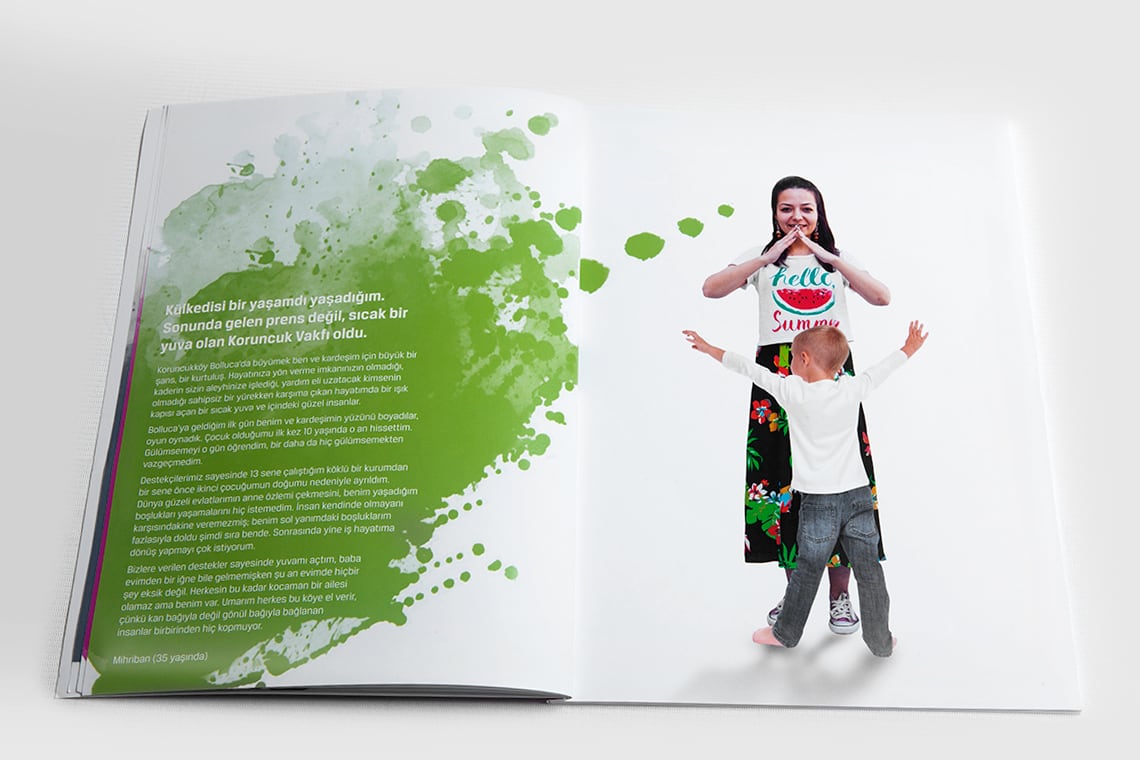 Külkedisi bir yaşamdı yaşadığım.
Sonunda gelen prens değil, sıcak bir
yuva olan Koruncuk Vakfı oldu.
Koruncukköy Bolluca'da büyümek ben ve kardeşim için büyük bir
şans, bir kurtuluş. Hayatınıza yön verme imkanınızın olmadığı,
kaderin sizin aleyhinize işlediği, yardım eli uzatacak kimsenin
olmadığı sahipsiz bir yürekken karşıma çıkan hayatımda bir ışık
kapısı açan bir sıcak yuva ve içindeki güzel insanlar.
Bolluca'ya geldiğim ilk gün benim ve kardeşimin yüzünü boyadılar,
oyun oynadık. Çocuk olduğumu ilk kez 10 yaşında o an hissettim.
Gülümsemeyi o gün öğrendim, bir daha da hiç gülümsemekten
vazgeçmedim.
Destekçilerimiz sayesinde 13 sene çalıştığım köklü bir kurumdan
bir sene önce ikinci çocuğumun doğumu nedeniyle ayrıldım.
Dünya güzeli evlatlarımın anne özlemi çekmesini, benim yaşadığım
boşlukları yaşamalarını hiç istemedim. İnsan kendinde olmayanı
karşısındakine veremezmiş; benim sol yanımdaki boşluklarım
fazlasıyla doldu şimdi sıra bende. Sonrasında yine iş hayatıma
dönüş yapmayı çok istiyorum.
Bizlere verilen destekler sayesinde yuvamı açtım, baba
evimden bir iğne bile gelmemişken şu an evimde hiçbir
şey eksik değil. Herkesin bu kadar kocaman bir ailesi
olamaz ama benim var. Umarım herkes bu köye el verir,
çünkü kan bağıyla değil gönül bağıyla bağlanan
insanlar birbirinden hiç kopmuyor.
Mihriban (35 yaşında)
hello,
Summer